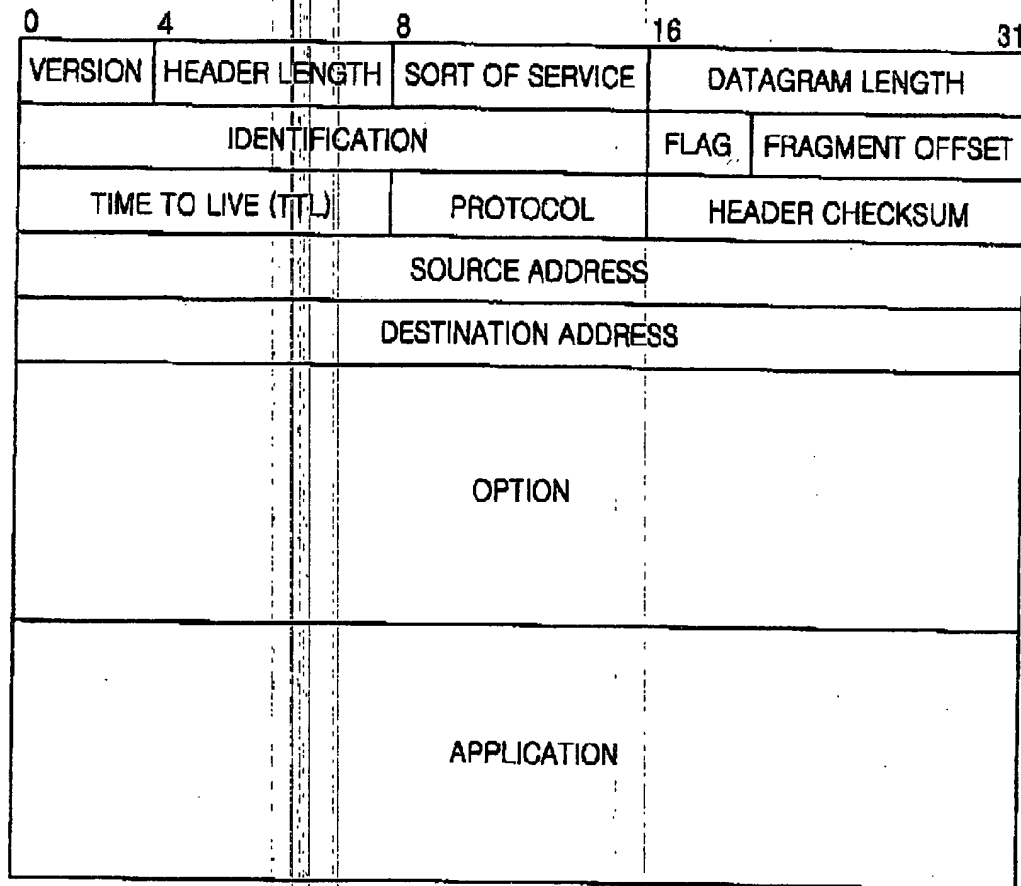 0 4 8 16 31
VERSION HEADER LENGTH SORT OF SERVICE DATAGRAM LENGTH
IDENTIFICATION FLAG FRAGMENT OFFSET
TIME TO LIVE (TTL) PROTOCOL HEADER CHECKSUM
SOURCE ADDRESS
DESTINATION ADDRESS
OPTION
APPLICATION